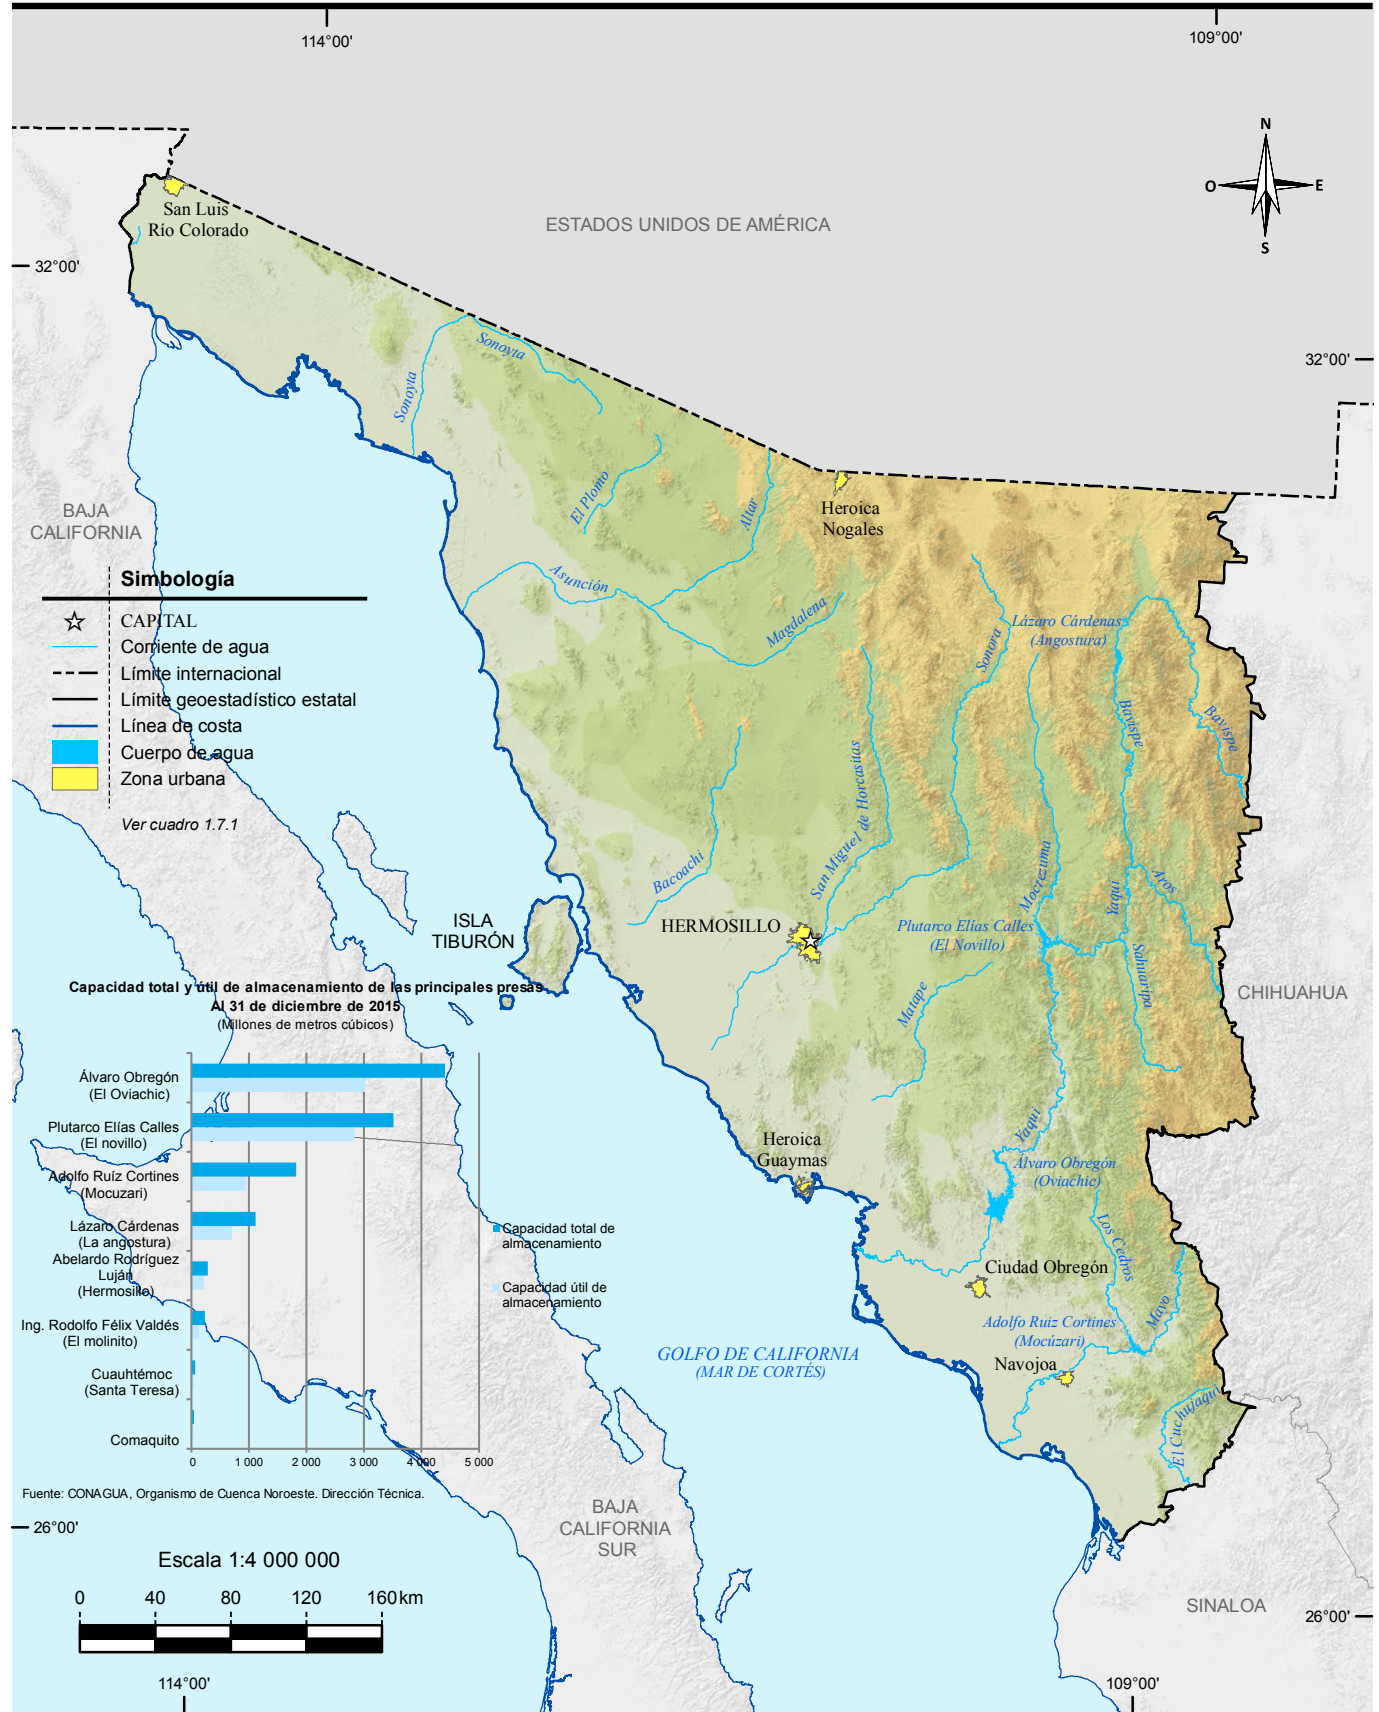 114°00'
109°00'
N
O
E
S
San Luis
Río Colorado
ESTADOS UNIDOS DE AMÉRICA
32°00'
32°00'
Sonoyta
Sonoyta
El Plomo
Altar
Heroica
Nogales
BAJA
CALIFORNIA
Asunción
Magdalena
Sonora
Lázaro Cárdenas
(Angostura)
Simbología
CAPITAL
Corriente de agua
Límite internacional
Límite geoestadístico estatal
Línea de costa
Cuerpo de agua
Zona urbana
Ver cuadro 1.7.1
Bavispe
Bavispe
San Miguel de Horcasitas
Bacoachi
Mocrezuma
Yaqui
Aros
ISLA
TIBURÓN
HERMOSILLO
Plutarco Elías Calles
(El Novillo)
Sahuaripa
Matape
CHIHUAHUA
Capacidad total y útil de almacenamiento de las principales presas
Al 31 de diciembre de 2015
(Millones de metros cúbicos)
Álvaro Obregón
(El Oviachic)
Plutarco Elías Calles
(El novillo)
Adolfo Ruíz Cortines
(Mocuzari)
Lázaro Cárdenas
(La angostura)
Abelardo Rodríguez
Luján
(Hermosillo)
Ing. Rodolfo Félix Valdés
(El molinito)
Cuauhtémoc
(Santa Teresa)
Comaquito
0 1 000 2 000 3 000 4 000 5 000
Capacidad total de
almacenamiento
Capacidad útil de
almacenamiento
Fuente: CONAGUA, Organismo de Cuenca Noroeste. Dirección Técnica.
Heroica
Guaymas
Yaqui
Álvaro Obregón
(Oviachic)
Los Cedros
Ciudad Obregón
Mayo
Adolfo Ruiz Cortines
(Mocúzari)
Navojoa
El Cuchujaqui
GOLFO DE CALIFORNIA
(MAR DE CORTÉS)
BAJA
CALIFORNIA
SUR
SINALOA
26°00'
26°00'
Escala 1:4 000 000
0 40 80 120 160 km
114°00'
109°00'